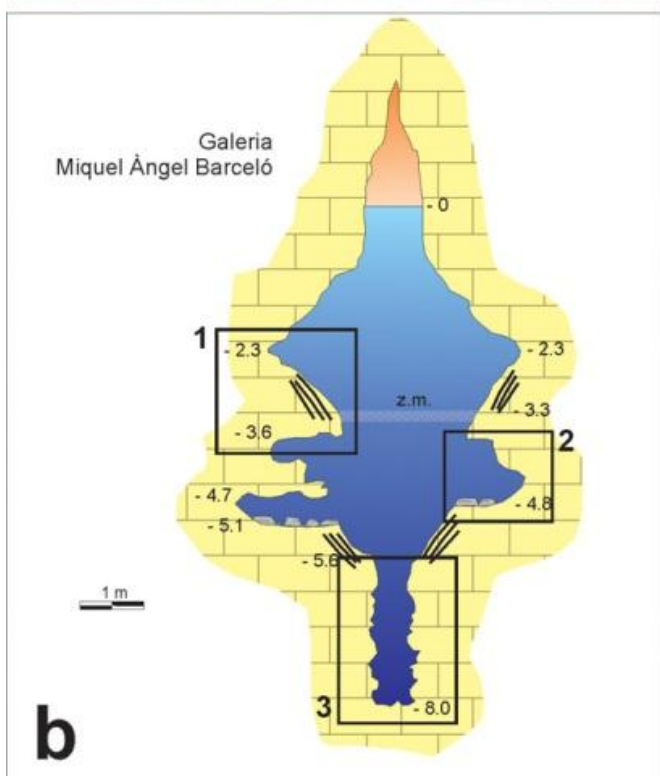 Galeria
Miquel Àngel Barceló
- 0
1
- 2.3
- 2.3
z.m.
- 3.3
- 3.6
2
- 4.7
- 4.8
- 5.1
- 5.6
1 m
3
- 8.0
b